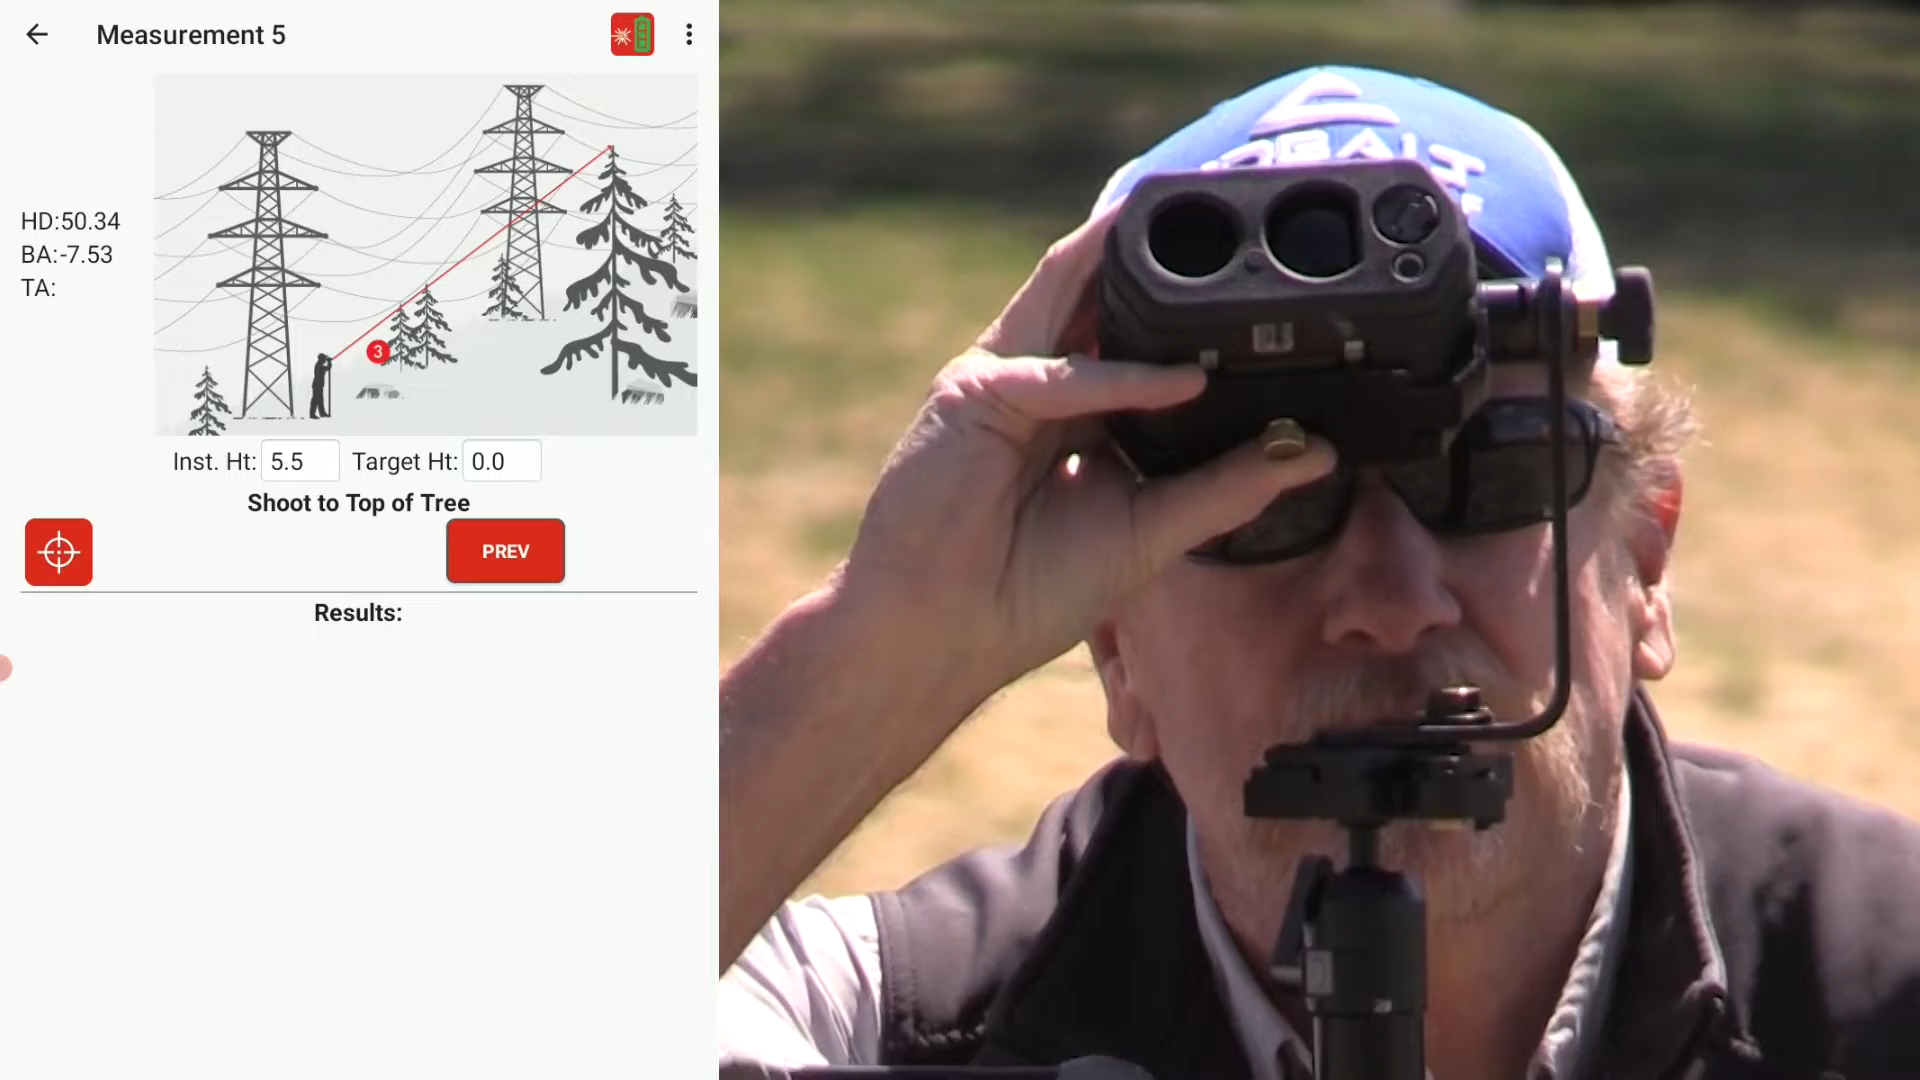 Measurement 5
HD:50.34
BA:-7.53
TA:
3
Inst. Ht: 5.5 Target Ht: 0.0
Shoot to Top of Tree
PREV
Results: